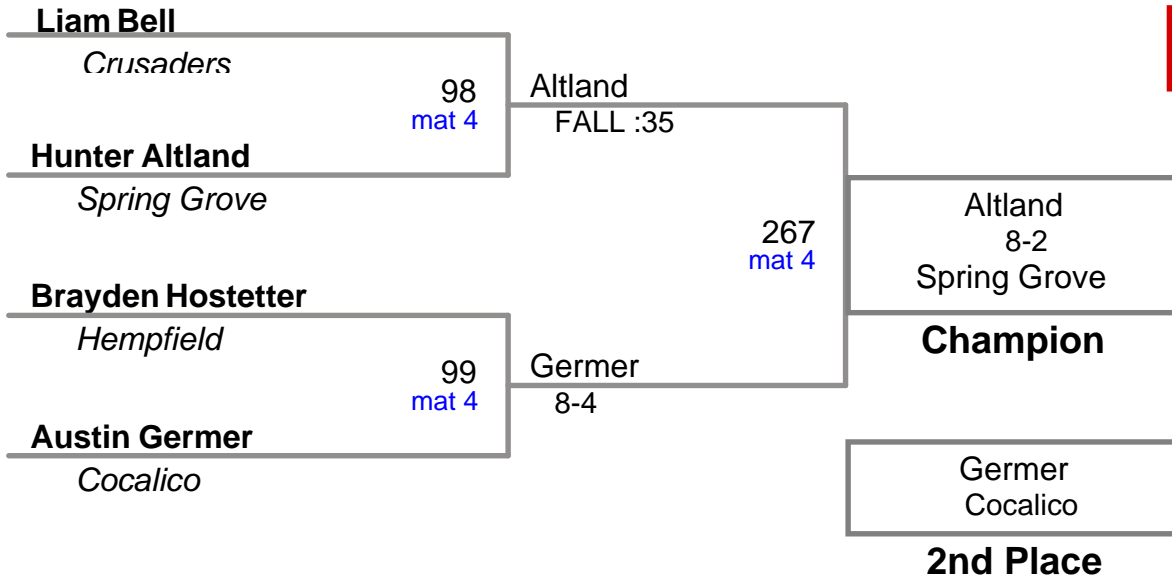 Liam Bell
Crusaders
98
mat 4
Altland
FALL :35
Hunter Altland
Spring Grove
267
mat 4
Altland
8-2
Spring Grove
Champion
Brayden Hostetter
Hempfield
99
mat 4
Germer
8-4
Austin Germer
Cocalico
Germer
Cocalico
2nd Place